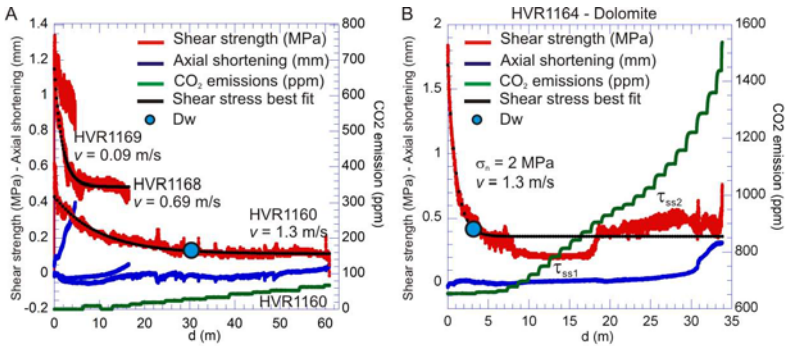 A
Shear strength (MPa) - Axial shortening (mm)
1.4
1.2
1
0.8
0.6
0.4
0.2
0
-0.2
0
10
20
30
40
50
60
d (m)
800
700
600
500
400
300
200
100
0
CO2 emission (ppm)
Shear strength (MPa)
Axial shortening (mm)
CO2 emissions (ppm)
Shear stress best fit
Dw
HVR1169
v = 0.09 m/s
HVR1168
v = 0.69 m/s
HVR1160
v = 1.3 m/s
HVR1160
B
HVR1164 - Dolomite
Shear strength (MPa) - Axial shortening (mm)
2
1.5
1
0.5
0
0
5
10
15
20
25
30
35
d (m)
1600
1400
1200
1000
800
600
CO2 emission (ppm)
Shear strength (MPa)
Axial shortening (mm)
CO2 emissions (ppm)
Shear stress best fit
Dw
σn = 2 MPa
v = 1.3 m/s
τss2
τss1